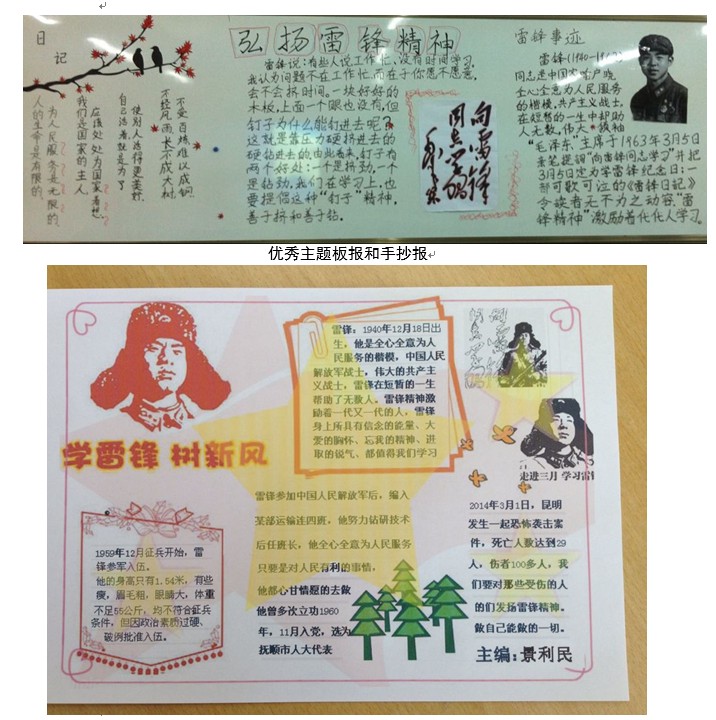 日记
人的生命是有限的
为人民服务是无限的
我们是国家的主人
应该处处为国家着想
自己活着就是为了
使别人活得更美好
不经风雨长不成大树
不受百炼难以成钢
弘扬雷锋精神
雷锋说:有些人说工作忙,没有时间学习,
我认为问题不在工作忙,而在于你愿不愿意,
会不会挤时间。一块好好的
木板,上面一个眼也没有,但
钉子为什么能钉进去呢?
这就是靠压力硬挤进去的
硬钻进去的,由此看来,钉子有
两个好处:一个是挤劲,一个
是钻劲,我们在学习上,也
要提倡这种“钉子”精神,
善于挤和善于钻。
向雷锋
同志学习
毛泽东
雷锋事迹
雷锋(1940-1962)
同志是中国共产党
全心全意为人民服务
的楷模,共产主义战士,
在短暂的一生中帮助
人无数,伟大
“毛泽东”主席于1963年3月5日
亲笔题词“向雷锋同志学习”并把
3月5日定为学雷锋纪念日;一
部可歌可泣的《雷锋日记》
令读者无不为之动容。“雷
锋精神”激励着一代代人学习。
优秀主题板报和手抄报
学雷锋 树新风
雷锋:1940年12月18日出
生,他是全心全意为人
民服务的楷模,中国人民
解放军战士,伟大的共产主
义战士,雷锋在短暂的一生
帮助了无数人。雷锋精神激
励着一代又一代的人,雷锋
身上所具有信念的能量、大
爱的胸怀、忘我的精神、进
取的锐气、都值得我们学习
走进三月 学习雷锋
1959年12月征兵开始,雷
锋参军入伍。
他的身高只有1.54米,有些
瘦,眉毛粗,眼睛大,体重
不足55公斤,均不符合征兵
条件,但因政治素质过硬、
破例批准入伍。
雷锋参加中国人民解放军后,编入
某部运输连四班,他努力钻研技术
后任班长,他全心全意为人民服务
只要是对人民有利的事情,
他都心甘情愿的去做
他曾多次立功1960
年,11月入党,选为
抚顺市人大代表
2014年3月1日,昆明
发生一起恐怖袭击案
件,死亡人数达到29
人,伤者100多人,我
们要对那些受伤的人
的们发扬雷锋精神。
做自己能做的一切。
主编:景利民